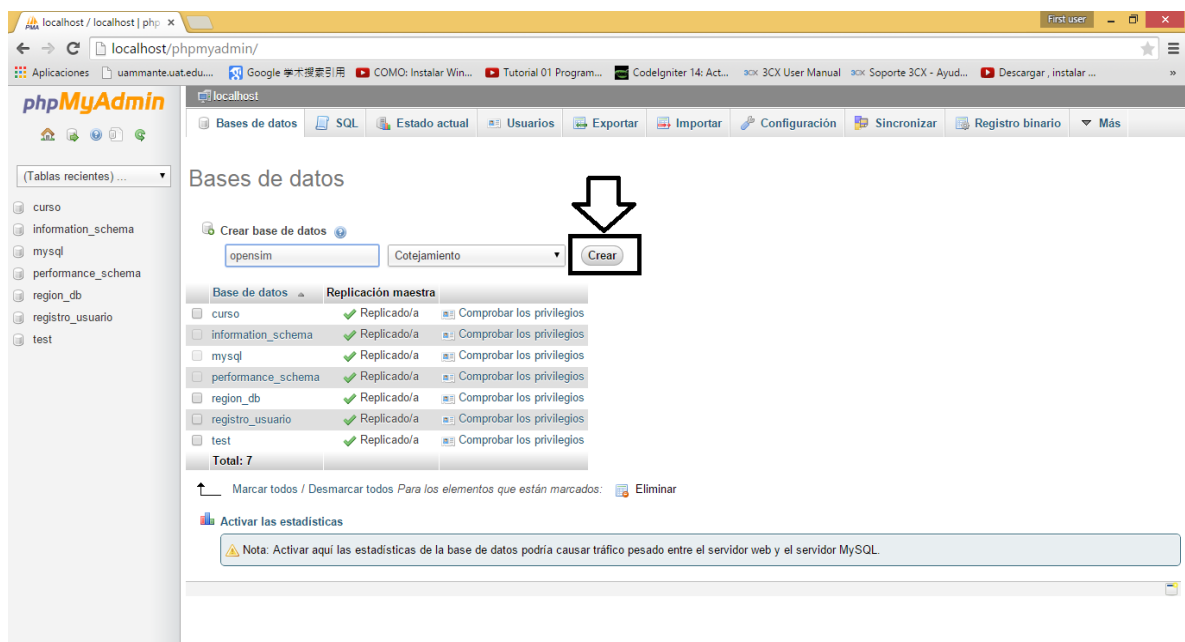 localhost / localhost | php
First user
localhost/phpmyadmin/
Aplicaciones uammante.uat.edu.... Google 学术搜索引用 COMO: Instalar Win... Tutorial 01 Program... CodeIgniter 14: Act... 3CX 3CX User Manual 3CX Soporte 3CX - Ayud... Descargar , instalar ... »
phpMyAdmin
localhost
Bases de datos SQL Estado actual Usuarios Exportar Importar Configuración Sincronizar Registro binario Más
(Tablas recientes) ...
curso
information_schema
mysql
performance_schema
region_db
registro_usuario
test
Bases de datos
Crear base de datos
opensim Cotejamiento Crear
Base de datos Replicación maestra
curso Replicado/a Comprobar los privilegios
information_schema Replicado/a Comprobar los privilegios
mysql Replicado/a Comprobar los privilegios
performance_schema Replicado/a Comprobar los privilegios
region_db Replicado/a Comprobar los privilegios
registro_usuario Replicado/a Comprobar los privilegios
test Replicado/a Comprobar los privilegios
Total: 7
Marcar todos / Desmarcar todos Para los elementos que están marcados: Eliminar
Activar las estadísticas
Nota: Activar aquí las estadísticas de la base de datos podría causar tráfico pesado entre el servidor web y el servidor MySQL.